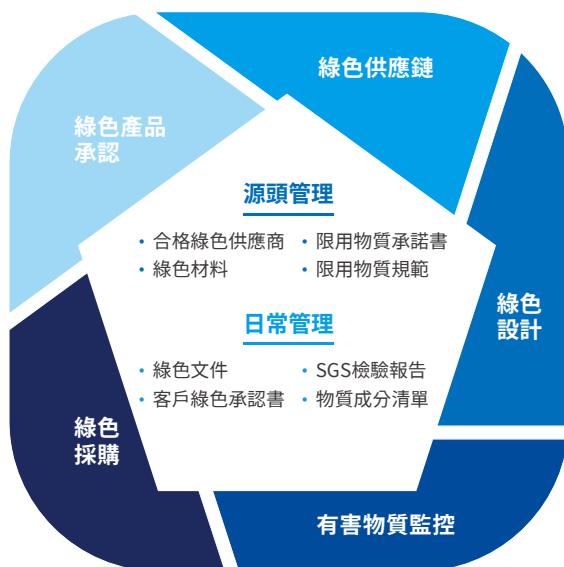 綠色供應鏈
綠色產品
承認
源頭管理
• 合格綠色供應商 • 限用物質承諾書
• 綠色材料 • 限用物質規範
綠色
設計
日常管理
• 綠色文件 • SGS檢驗報告
• 客戶綠色承認書 • 物質成分清單
綠色
採購
有害物質監控